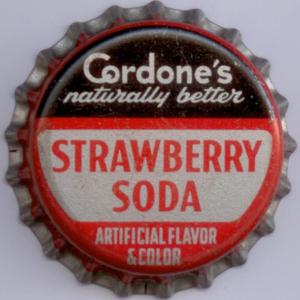 Cordone's
naturally better
STRAWBERRY
SODA
ARTIFICIAL FLAVOR
& COLOR